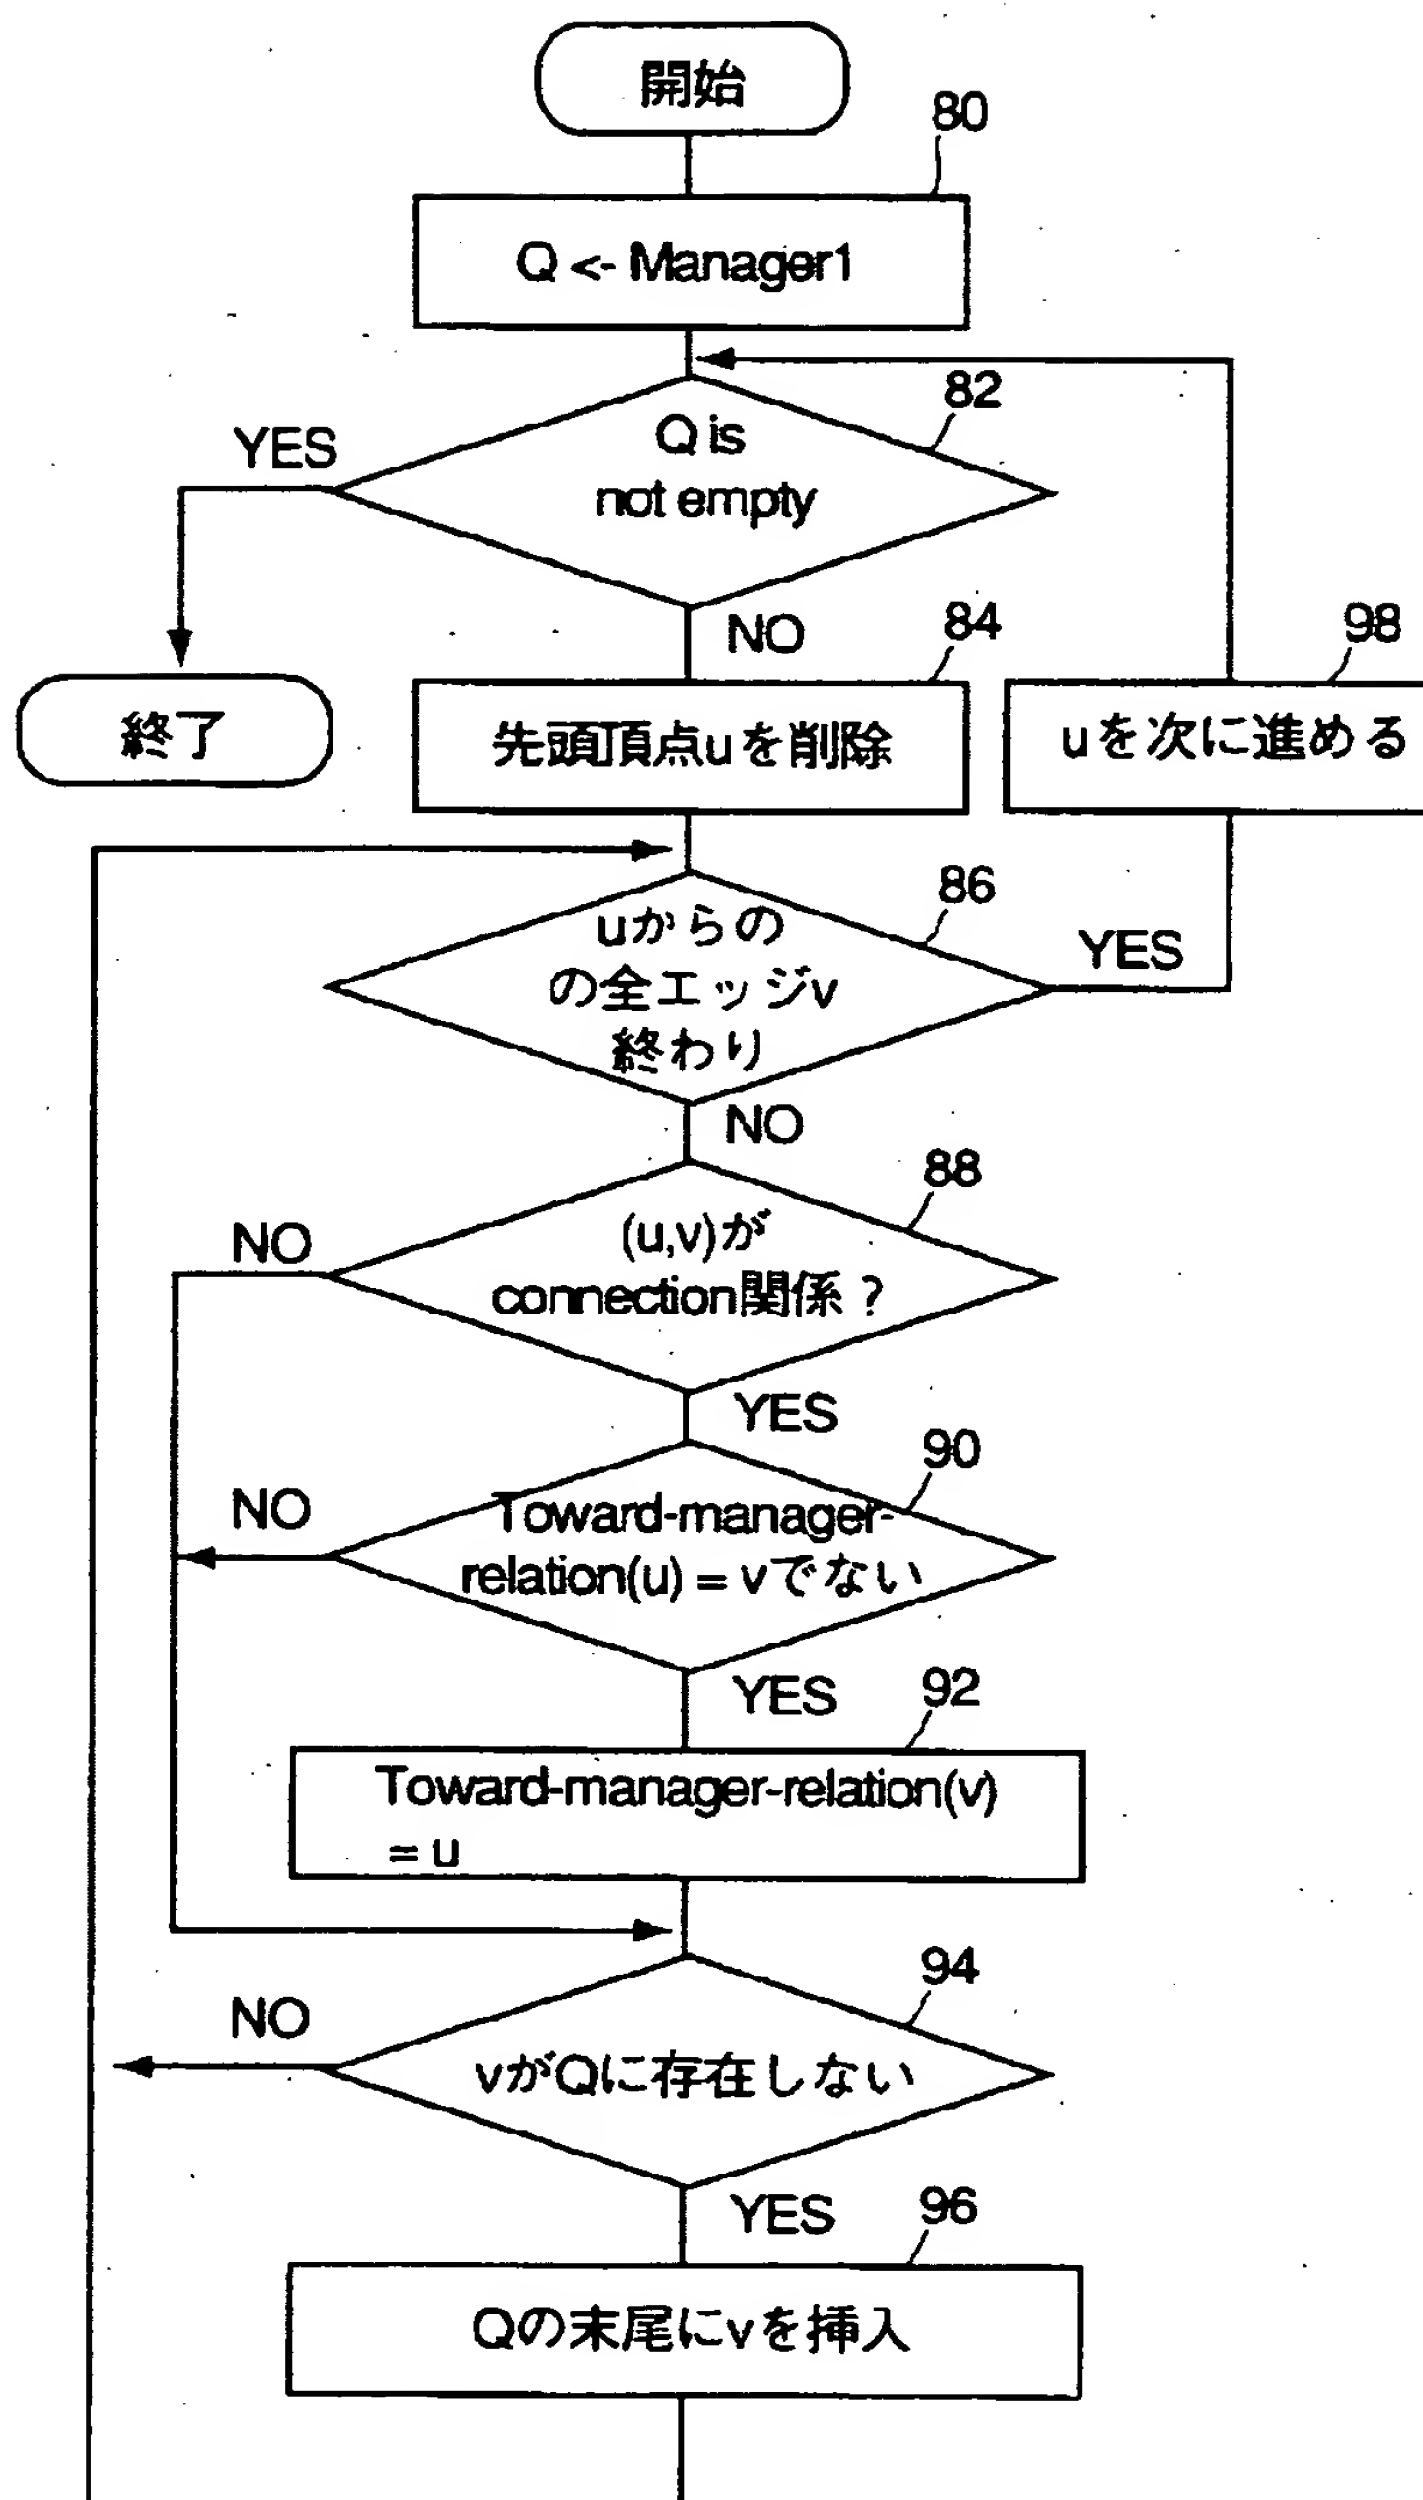 開始
80
Q <- Manager1
82
YES
Q is
not empty
NO
84
98
終了
先頭頂点uを削除
uを次に進める
86
uからの
の全エッジv
終わり
YES
NO
88
NO
(u,v)が
connection関係？
YES
90
NO
Toward-manager-
relation(u) = vでない
YES
92
Toward-manager-relation(v)
= u
94
NO
vがQに存在しない
YES
96
Qの末尾にvを挿入